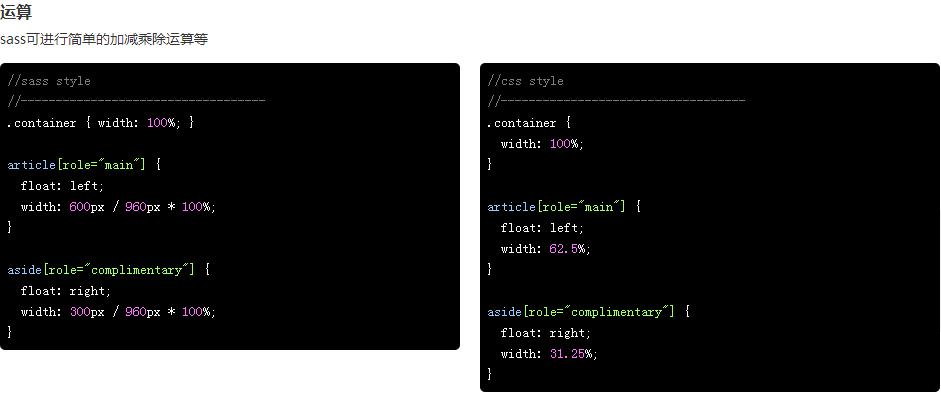 运算
sass可进行简单的加减乘除运算等
//sass style
//-----------------------------------
.container { width: 100%; }
article[role="main"] {
  float: left;
  width: 600px / 960px * 100%;
}
aside[role="complimentary"] {
  float: right;
  width: 300px / 960px * 100%;
}
//css style
//-----------------------------------
.container {
  width: 100%;
}
article[role="main"] {
  float: left;
  width: 62.5%;
}
aside[role="complimentary"] {
  float: right;
  width: 31.25%;
}